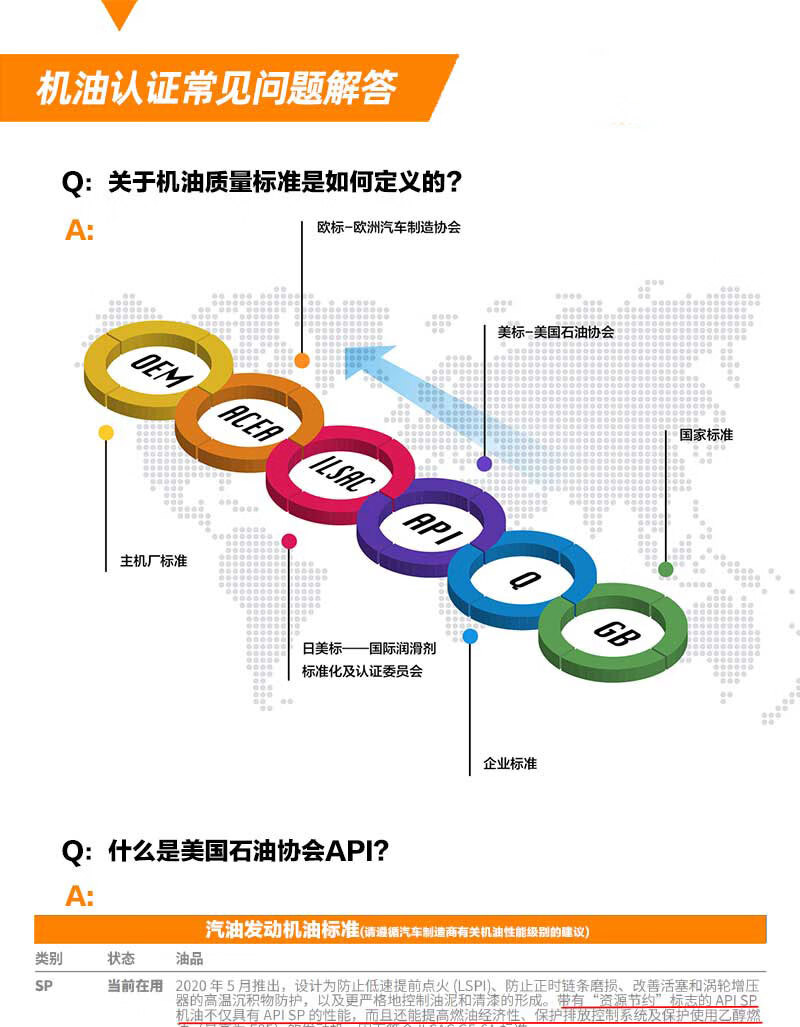 机油认证常见问题解答
Q: 关于机油质量标准是如何定义的?
A:
欧标-欧洲汽车制造协会
美标-美国石油协会
国家标准
OEM
ACEA
ILSAC
API
Q
GB
主机厂标准
日美标——国际润滑剂
标准化及认证委员会
企业标准
Q: 什么是美国石油协会API?
A:
汽油发动机油标准(请遵循汽车制造商有关机油性能级别的建议)
类别 状态 油品
SP 当前在用 2020 年 5 月推出，设计为防止低速提前点火 (LSPI)、防止正时链条磨损、改善活塞和涡轮增压
器的高温沉积物防护，以及更严格地控制油泥和清漆的形成。带有“资源节约”标志的 API SP
机油不仅具有 API SP 的性能，而且还能提高燃油经济性、保护排放控制系统及保护使用乙醇燃